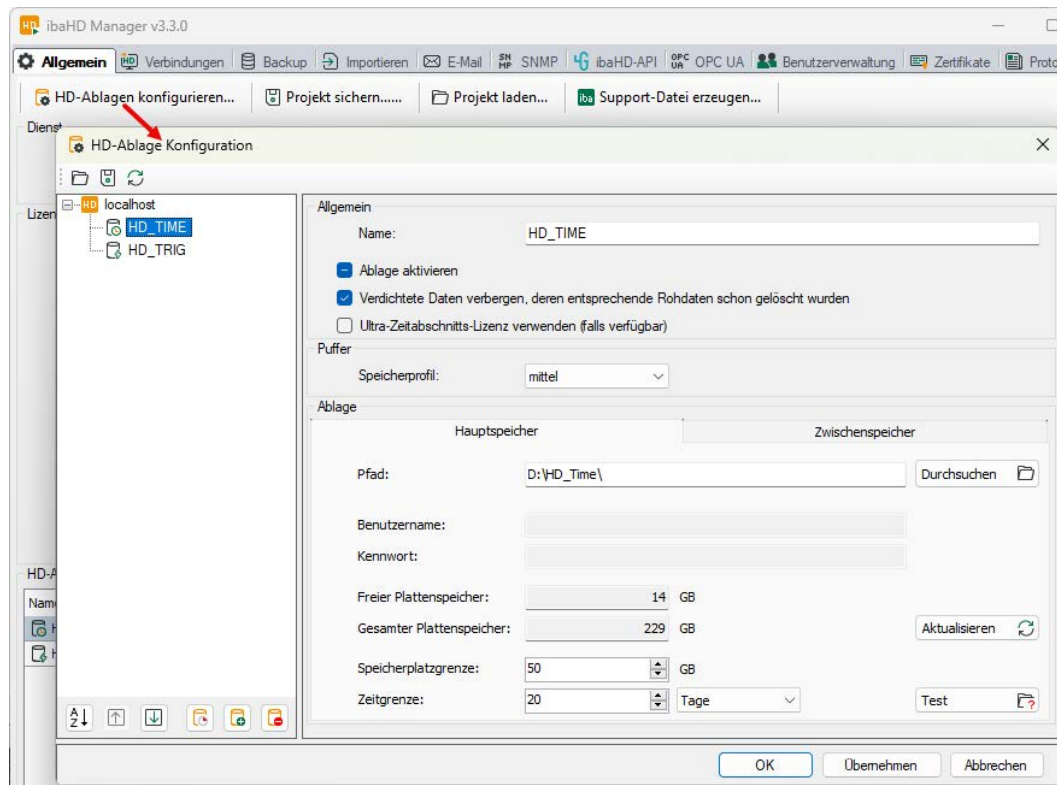 ibaHD Manager v3.3.0
Allgemein Verbindungen Backup Importieren E-Mail SNMP ibaHD-API OPC UA Benutzerverwaltung Zertifikate
HD-Ablagen konfigurieren... Projekt sichern...... Projekt laden... Support-Datei erzeugen...
HD-Ablage Konfiguration
localhost
HD_TIME
HD_TRIG
Allgemein
Name: HD_TIME
Ablage aktivieren
Verdichtete Daten verbergen, deren entsprechende Rohdaten schon gelöscht wurden
Ultra-Zeitabschnitts-Lizenz verwenden (falls verfügbar)
Puffer
Speicherprofil: mittel
Ablage
Hauptspeicher Zwischenspeicher
Pfad: D:\HD_Time\ Durchsuchen
Benutzername:
Kennwort:
Freier Plattenspeicher: 14 GB
Gesamter Plattenspeicher: 229 GB Aktualisieren
Speicherplatzgrenze: 50 GB
Zeitgrenze: 20 Tage Test
OK Übernehmen Abbrechen